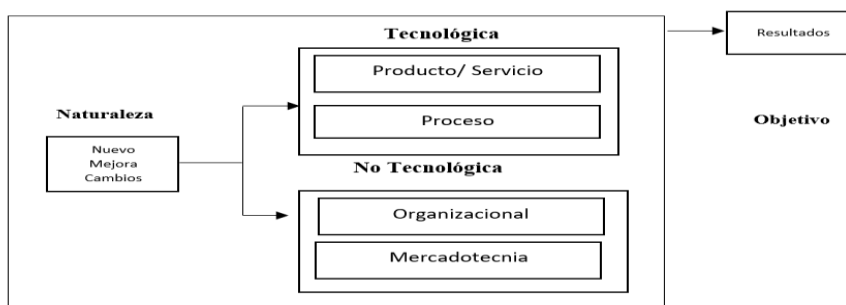 Tecnológica
Resultados
Producto/ Servicio
Naturaleza
Proceso
Objetivo
Nuevo
Mejora
Cambios
No Tecnológica
Organizacional
Mercadotecnia